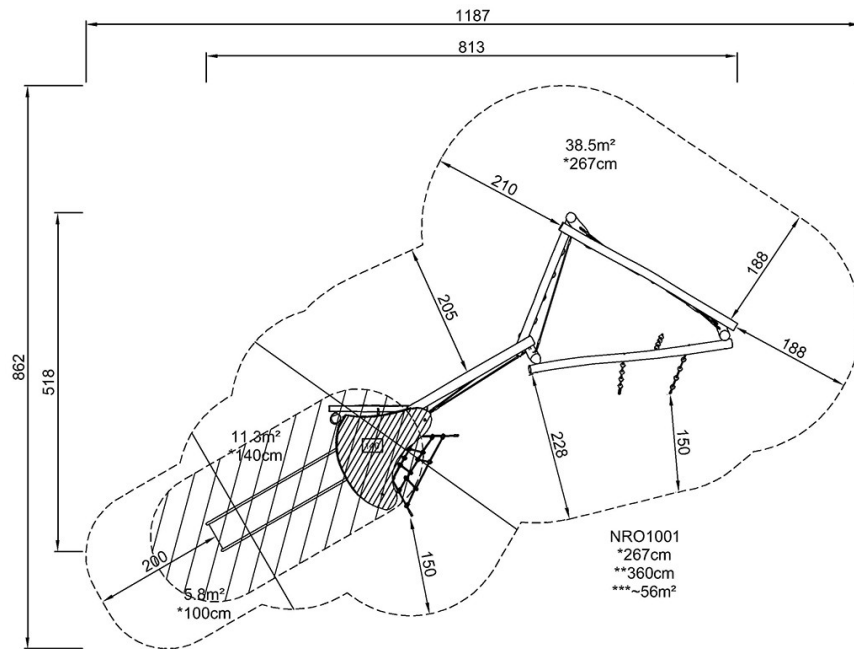 1187
813
38.5m²
*267cm
210
188
205
862
518
188
11.3m²
*140cm
140
228
150
NRO1001
*267cm
**360cm
***~56m²
200
150
5.8m²
*100cm